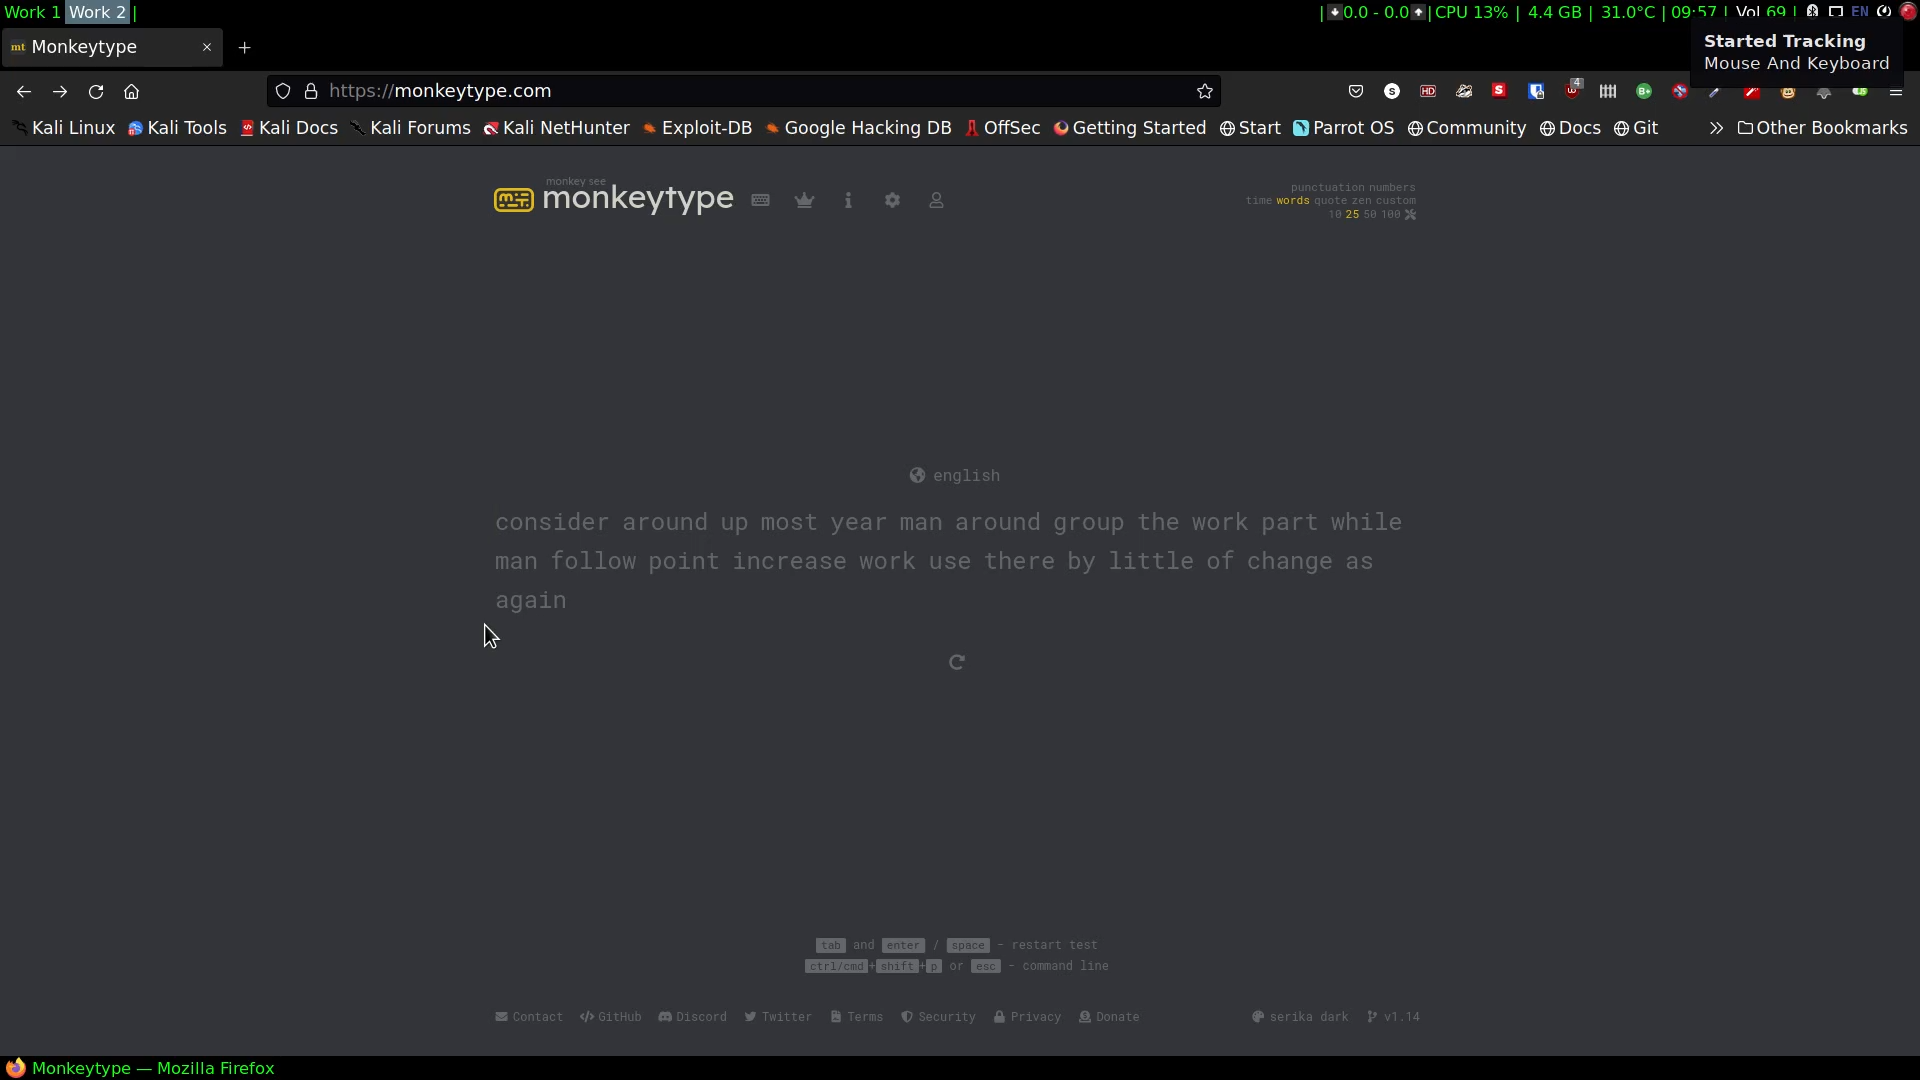 Work 1 Work 2 | | 0.0 - 0.0 | CPU 13% | 4.4 GB | 31.0°C | 09:57 | Vol 69 | EN
mt Monkeytype
Started Tracking
Mouse And Keyboard
https://monkeytype.com S HD S 4 B+
Kali Linux Kali Tools Kali Docs Kali Forums Kali NetHunter Exploit-DB Google Hacking DB OffSec Getting Started Start Parrot OS Community Docs Git Other Bookmarks
monkey see
monkeytype
punctuation numbers
time words quote zen custom
10 25 50 100
english
consider around up most year man around group the work part while
man follow point increase work use there by little of change as
again
tab and enter / space - restart test
ctrl/cmd+shift+p or esc - command line
Contact GitHub Discord Twitter Terms Security Privacy Donate serika dark v1.14
Monkeytype — Mozilla Firefox